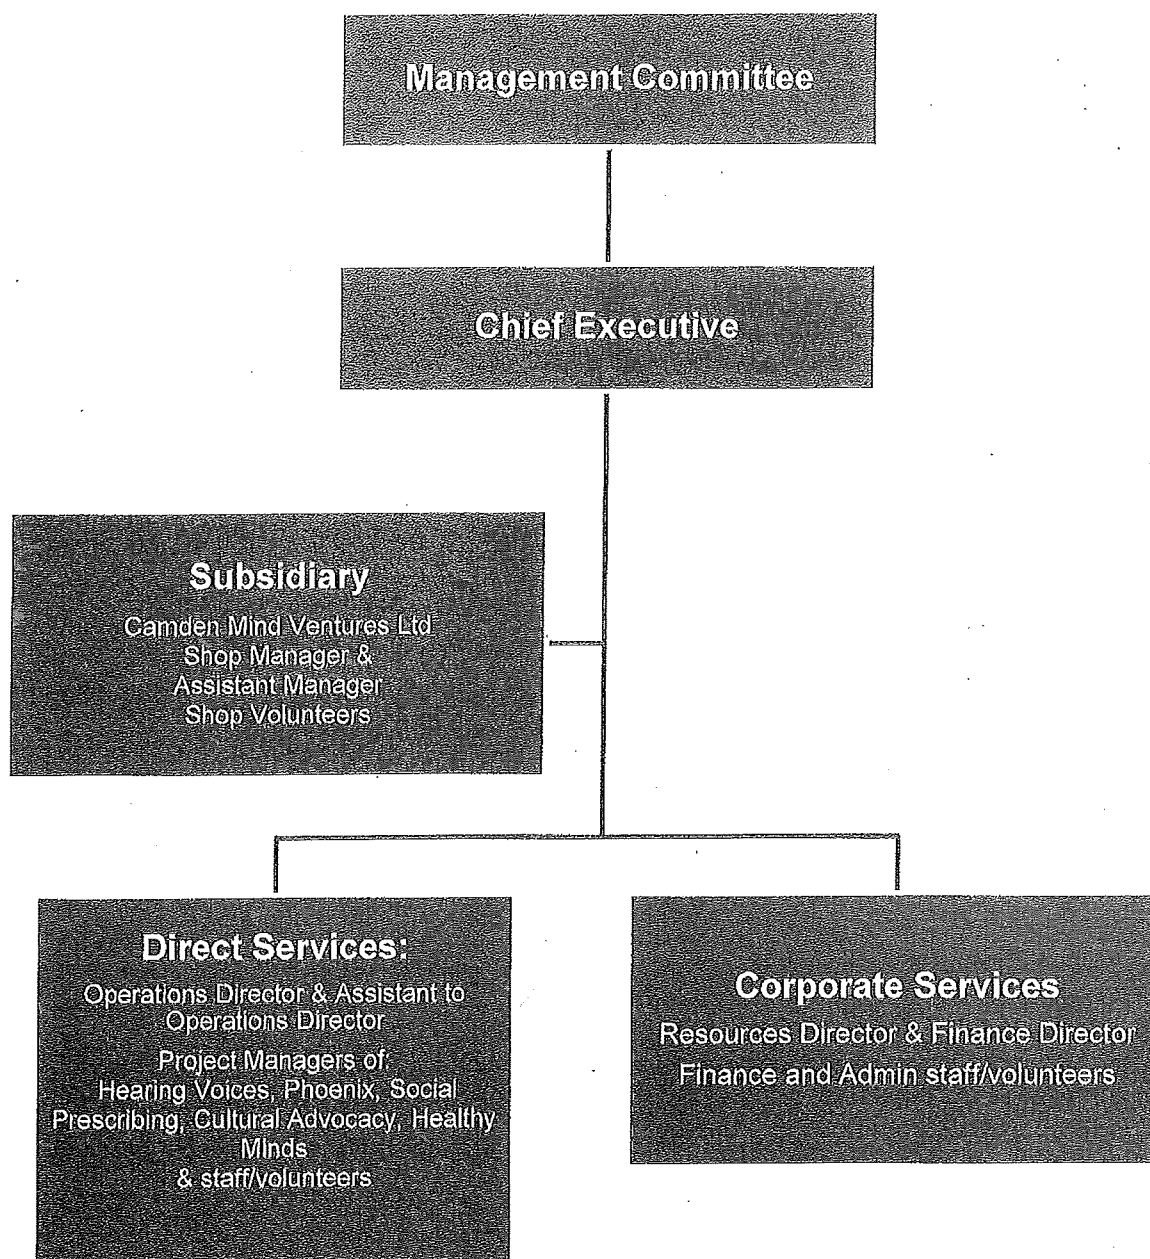 Management Committee
Chief Executive
Subsidiary
Camden Mind Ventures Ltd
Shop Manager &
Assistant Manager
Shop Volunteers
Direct Services:
Operations Director & Assistant to
Operations Director
Project Managers of:
Hearing Voices, Phoenix, Social
Prescribing, Cultural Advocacy, Healthy
Minds
& staff/volunteers
Corporate Services
Resources Director & Finance Director
Finance and Admin staff/volunteers